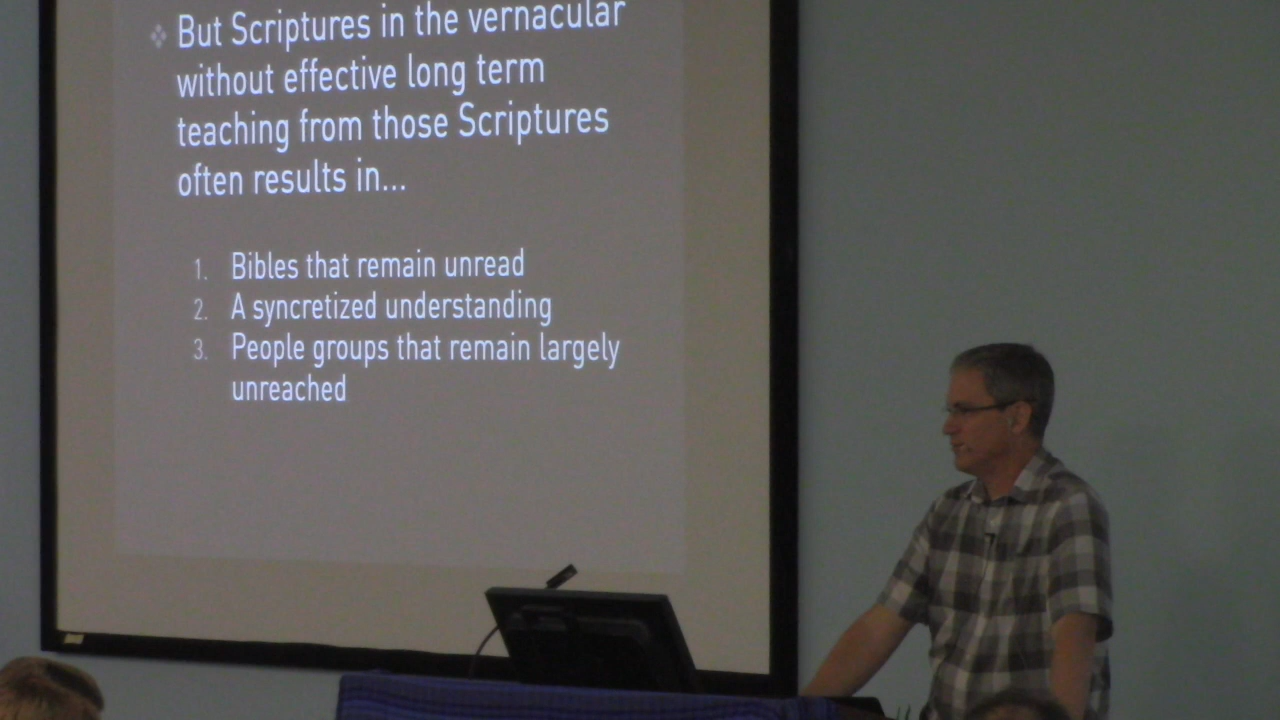 But Scriptures in the vernacular
without effective long term
teaching from those Scriptures
often results in...
1. Bibles that remain unread
2. A syncretized understanding
3. People groups that remain largely
unreached